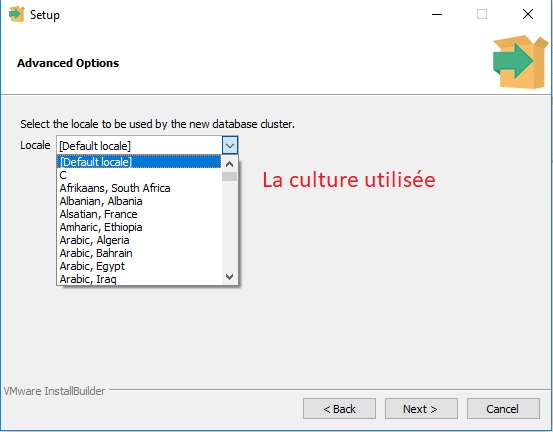 Setup
Advanced Options
Select the locale to be used by the new database cluster.
Locale [Default locale]
[Default locale]
C
Afrikaans, South Africa
Albanian, Albania
Alsatian, France
Amharic, Ethiopia
Arabic, Algeria
Arabic, Bahrain
Arabic, Egypt
Arabic, Iraq
La culture utilisée
VMware InstallBuilder
< Back Next > Cancel